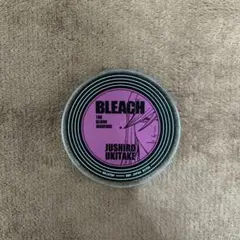 BLEACH
THE
BLOOD
WARFARE
JUSHIRO
UKITAKE